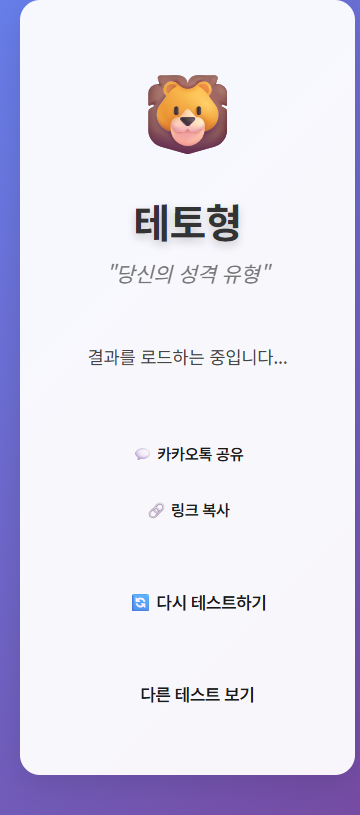 테토형
"당신의 성격 유형"
결과를 로드하는 중입니다...
카카오톡 공유
링크 복사
다시 테스트하기
다른 테스트 보기